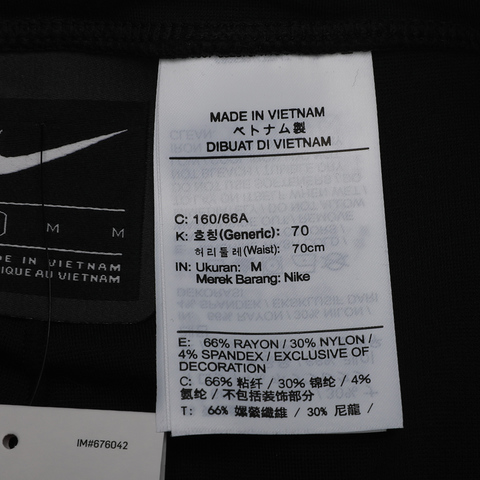 MADE IN VIETNAM
ベトナム製
DIBUAT DI VIETNAM
C: 160/66A
K: 호칭(Generic): 70
허리둘레(Waist): 70cm
IN: Ukuran: M
Merek Barang: Nike
E: 66% RAYON / 30% NYLON /
4% SPANDEX / EXCLUSIVE OF
DECORATION
C: 66% 粘纤 / 30% 锦纶 / 4%
氨纶 / 不包括装饰部分
T: 66% 嫘縈纖維 / 30% 尼龍 /
M M
DE IN VIETNAM
IQUÉ AU VIETNAM
IM#676042